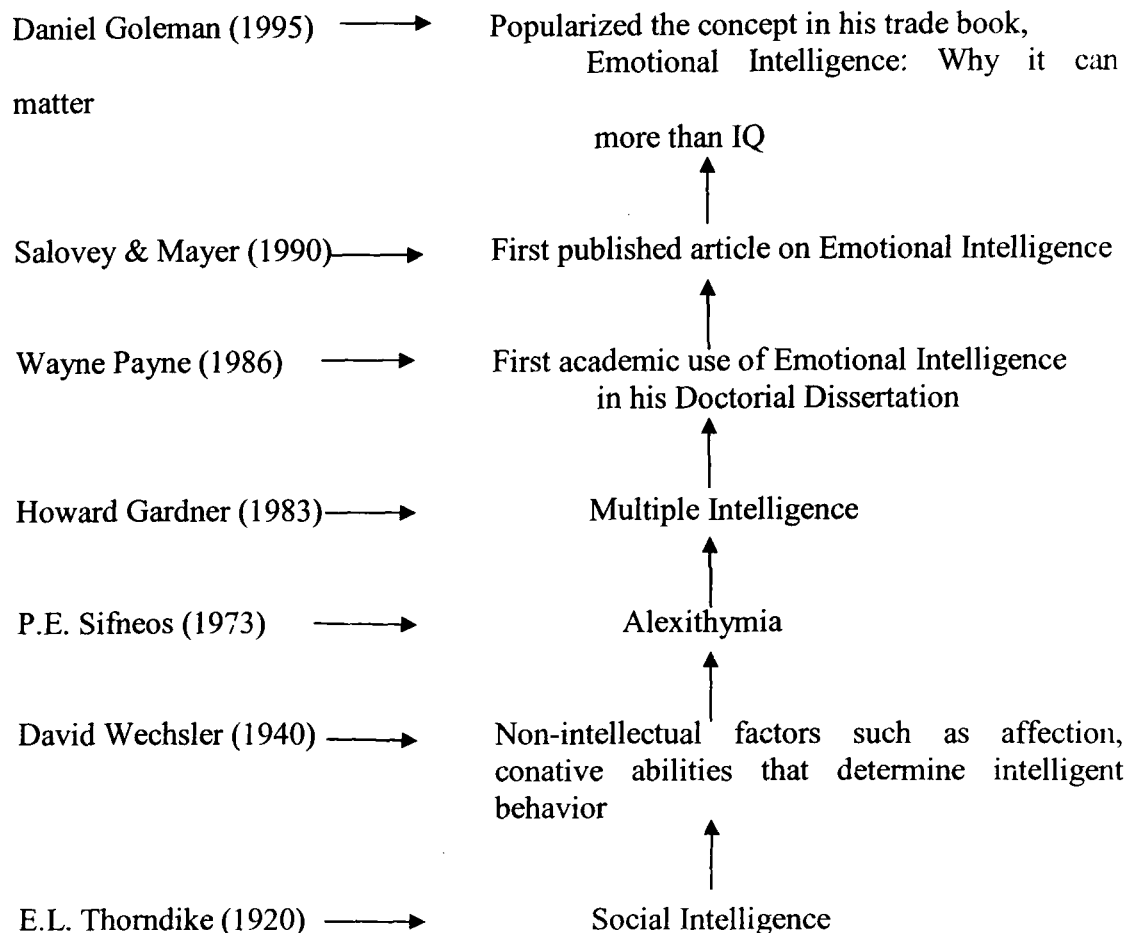 Daniel Goleman (1995) Popularized the concept in his trade book,
Emotional Intelligence: Why it can
matter
more than IQ
Salovey & Mayer (1990) First published article on Emotional Intelligence
Wayne Payne (1986) First academic use of Emotional Intelligence
in his Doctorial Dissertation
Howard Gardner (1983) Multiple Intelligence
P.E. Sifneos (1973) Alexithymia
David Wechsler (1940) Non-intellectual factors such as affection,
conative abilities that determine intelligent
behavior
E.L. Thorndike (1920) Social Intelligence